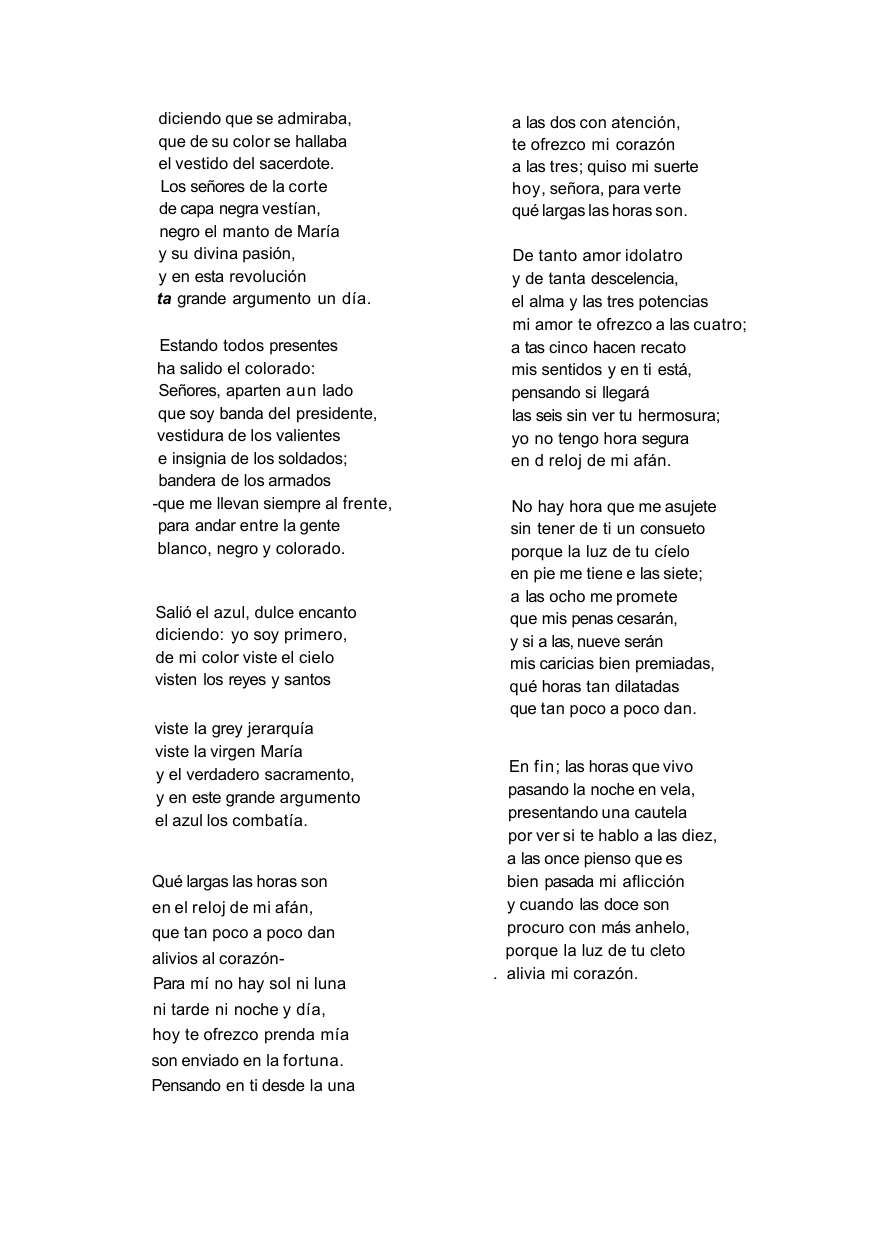 diciendo que se admiraba,
que de su color se hallaba
el vestido del sacerdote.
Los señores de la corte
de capa negra vestían,
negro el manto de María
y su divina pasión,
y en esta revolución
ta grande argumento un día.
Estando todos presentes
ha salido el colorado:
Señores, aparten aun lado
que soy banda del presidente,
vestidura de los valientes
e insignia de los soldados;
bandera de los armados
-que me llevan siempre al frente,
para andar entre la gente
blanco, negro y colorado.
Salió el azul, dulce encanto
diciendo: yo soy primero,
de mi color viste el cielo
visten los reyes y santos
viste la grey jerarquía
viste la virgen María
y el verdadero sacramento,
y en este grande argumento
el azul los combatía.
Qué largas las horas son
en el reloj de mi afán,
que tan poco a poco dan
alivios al corazón-
Para mí no hay sol ni luna
ni tarde ni noche y día,
hoy te ofrezco prenda mía
son enviado en la fortuna.
Pensando en ti desde la una
a las dos con atención,
te ofrezco mi corazón
a las tres; quiso mi suerte
hoy, señora, para verte
qué largas las horas son.
De tanto amor idolatro
y de tanta descelencia,
el alma y las tres potencias
mi amor te ofrezco a las cuatro;
a tas cinco hacen recato
mis sentidos y en ti está,
pensando si llegará
las seis sin ver tu hermosura;
yo no tengo hora segura
en d reloj de mi afán.
No hay hora que me asujete
sin tener de ti un consueto
porque la luz de tu cíelo
en pie me tiene e las siete;
a las ocho me promete
que mis penas cesarán,
y si a las, nueve serán
mis caricias bien premiadas,
qué horas tan dilatadas
que tan poco a poco dan.
En fin; las horas que vivo
pasando la noche en vela,
presentando una cautela
por ver si te hablo a las diez,
a las once pienso que es
bien pasada mi aflicción
y cuando las doce son
procuro con más anhelo,
porque la luz de tu cleto
. alivia mi corazón.